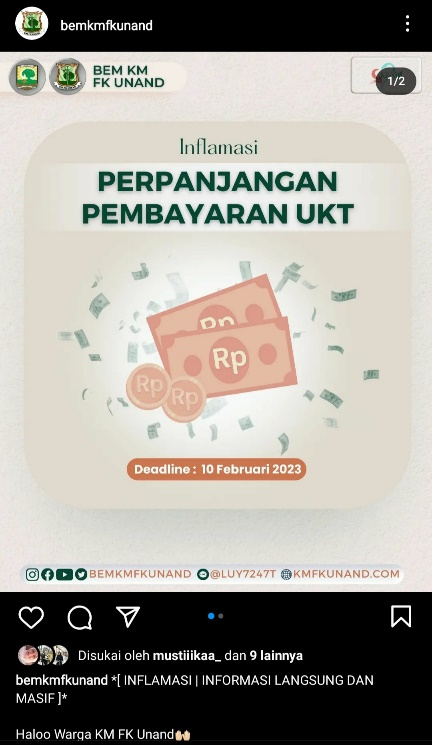 bemkmfkunand
BEM KM
FK UNAND
1/2
Inflamasi
PERPANJANGAN
PEMBAYARAN UKT
Rp
Rp
Rp
Rp
Deadline : 10 Februari 2023
BEMKMFKUNAND @LUY7247T KMFKUNAND.COM
Disukai oleh mustiiikaa_ dan 9 lainnya
bemkmfkunand *[ INFLAMASI | INFORMASI LANGSUNG DAN
MASIF ]*
Haloo Warga KM FK Unand🙌🏻